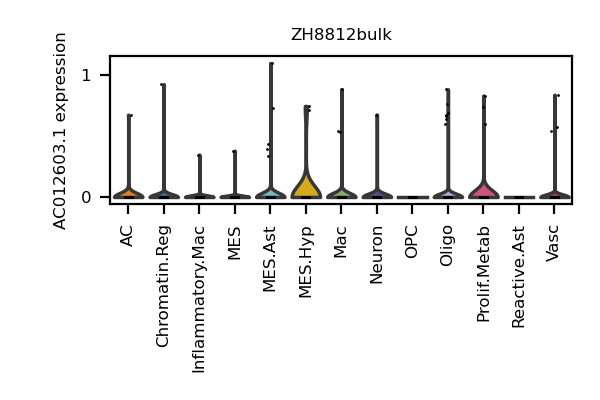 ZH8812bulk
AC012603.1 expression
1
0
AC
Chromatin.Reg
Inflammatory.Mac
MES
MES.Ast
MES.Hyp
Mac
Neuron
OPC
Oligo
Prolif.Metab
Reactive.Ast
Vasc